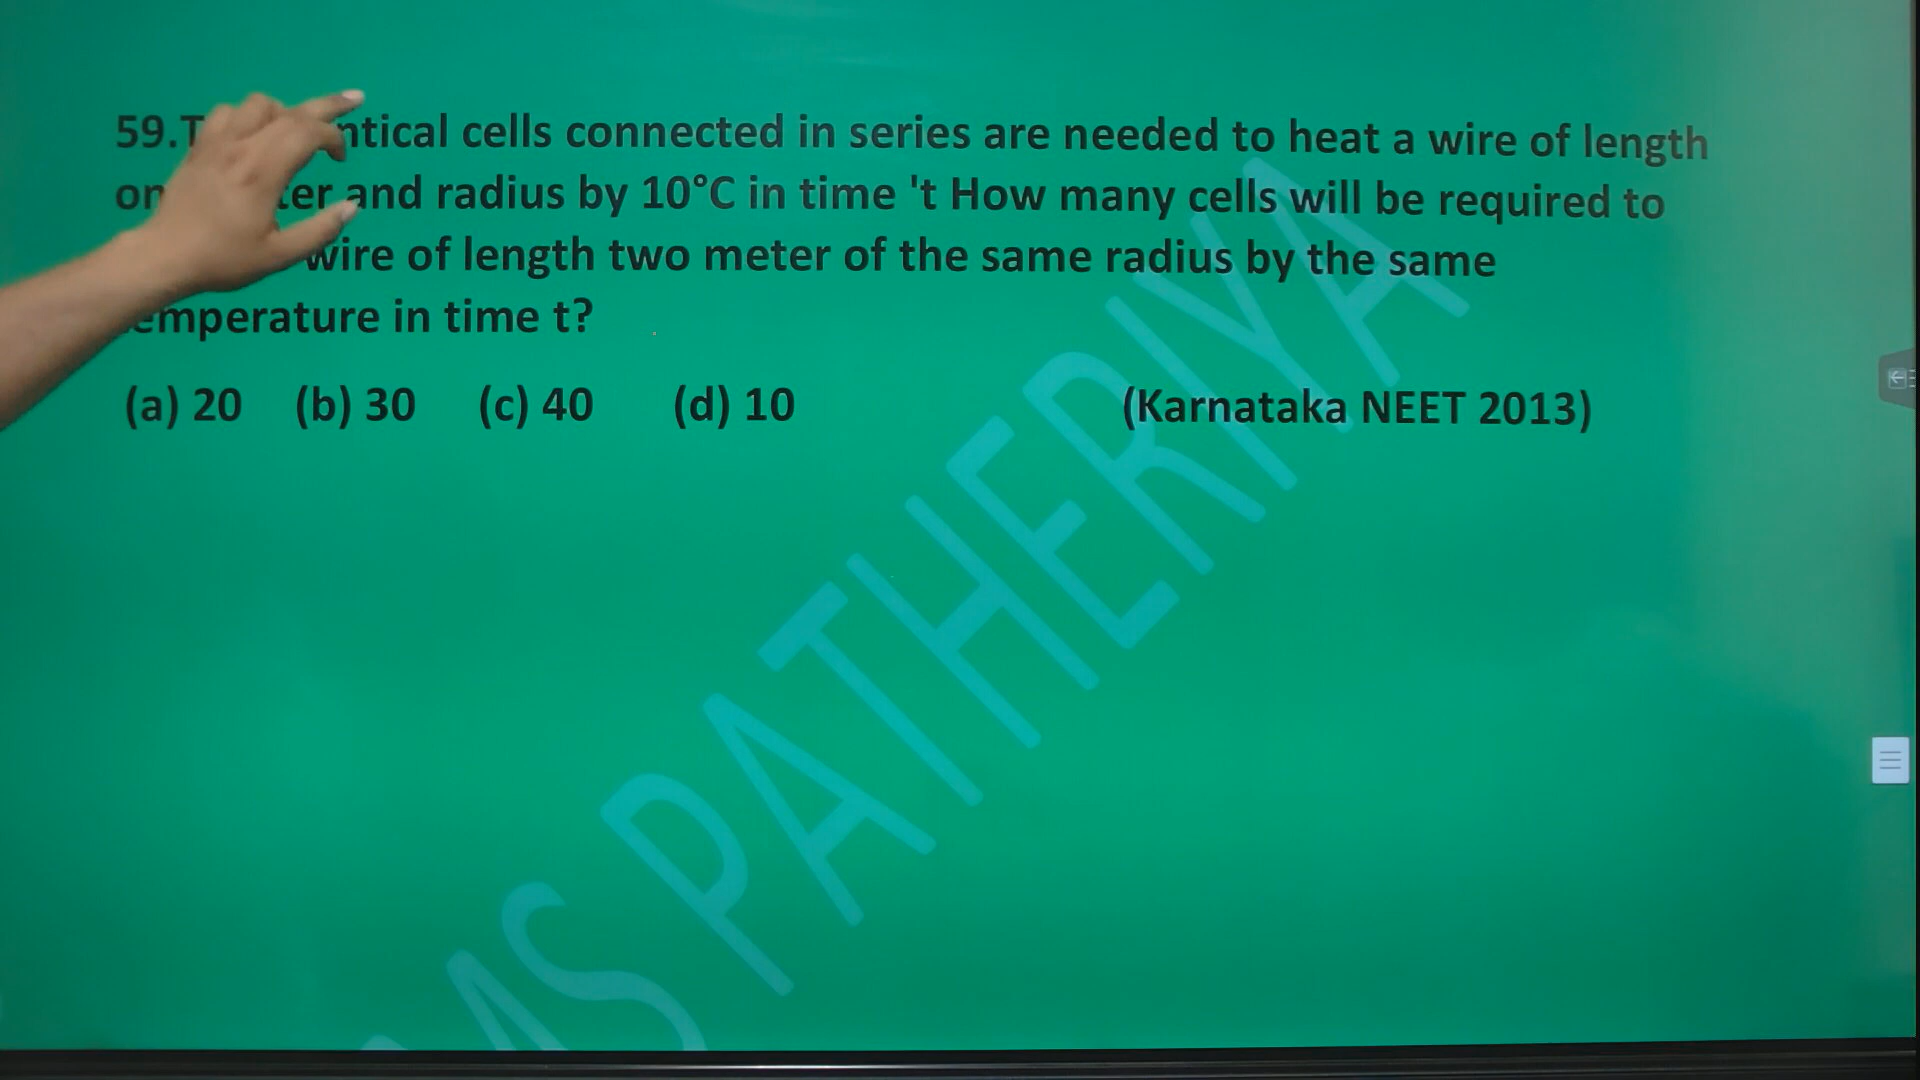 59.T ntical cells connected in series are needed to heat a wire of length
on ter and radius by 10°C in time 't How many cells will be required to
wire of length two meter of the same radius by the same
emperature in time t?
(a) 20 (b) 30 (c) 40 (d) 10 (Karnataka NEET 2013)
MS PATHERIYA